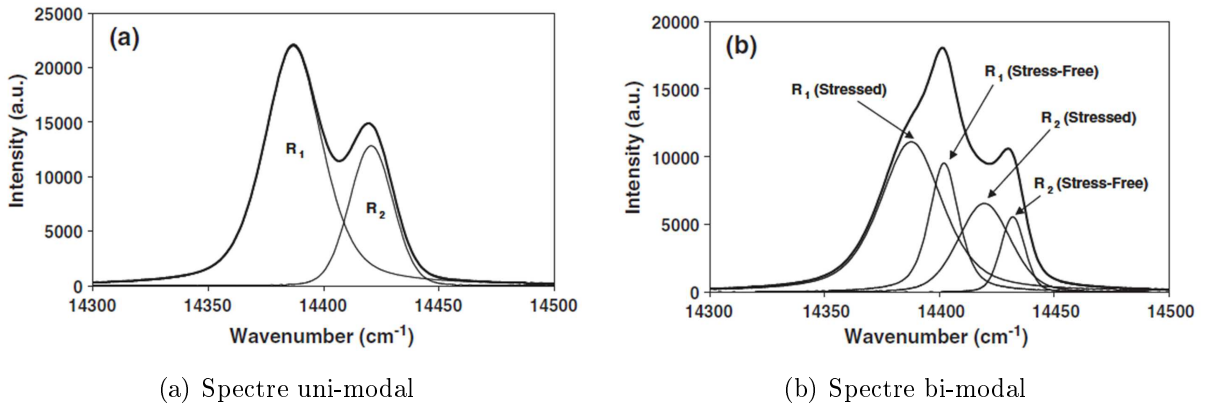 (a)
25000
20000
15000
10000
5000
0
Intensity (a.u.)
R1
R2
14300 14350 14400 14450 14500
Wavenumber (cm-1)
(a) Spectre uni-modal
(b)
20000
15000
10000
5000
0
Intensity (a.u.)
R1 (Stressed)
R1 (Stress-Free)
R2 (Stressed)
R2 (Stress-Free)
14300 14350 14400 14450 14500
Wavenumber (cm-1)
(b) Spectre bi-modal